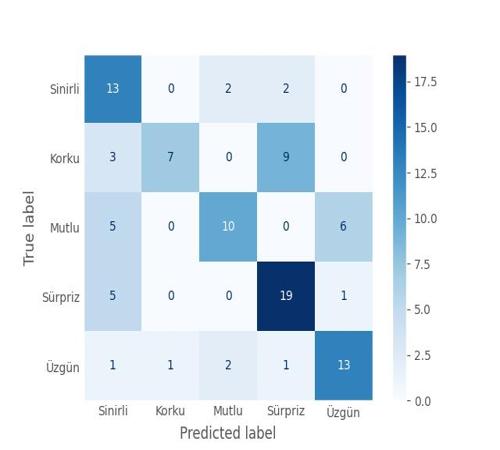 Sinirli 13 0 2 2 0
Korku 3 7 0 9 0
Mutlu 5 0 10 0 6
Sürpriz 5 0 0 19 1
Üzgün 1 1 2 1 13
Sinirli Korku Mutlu Sürpriz Üzgün
Predicted label
True label
17.5
15.0
12.5
10.0
7.5
5.0
2.5
0.0